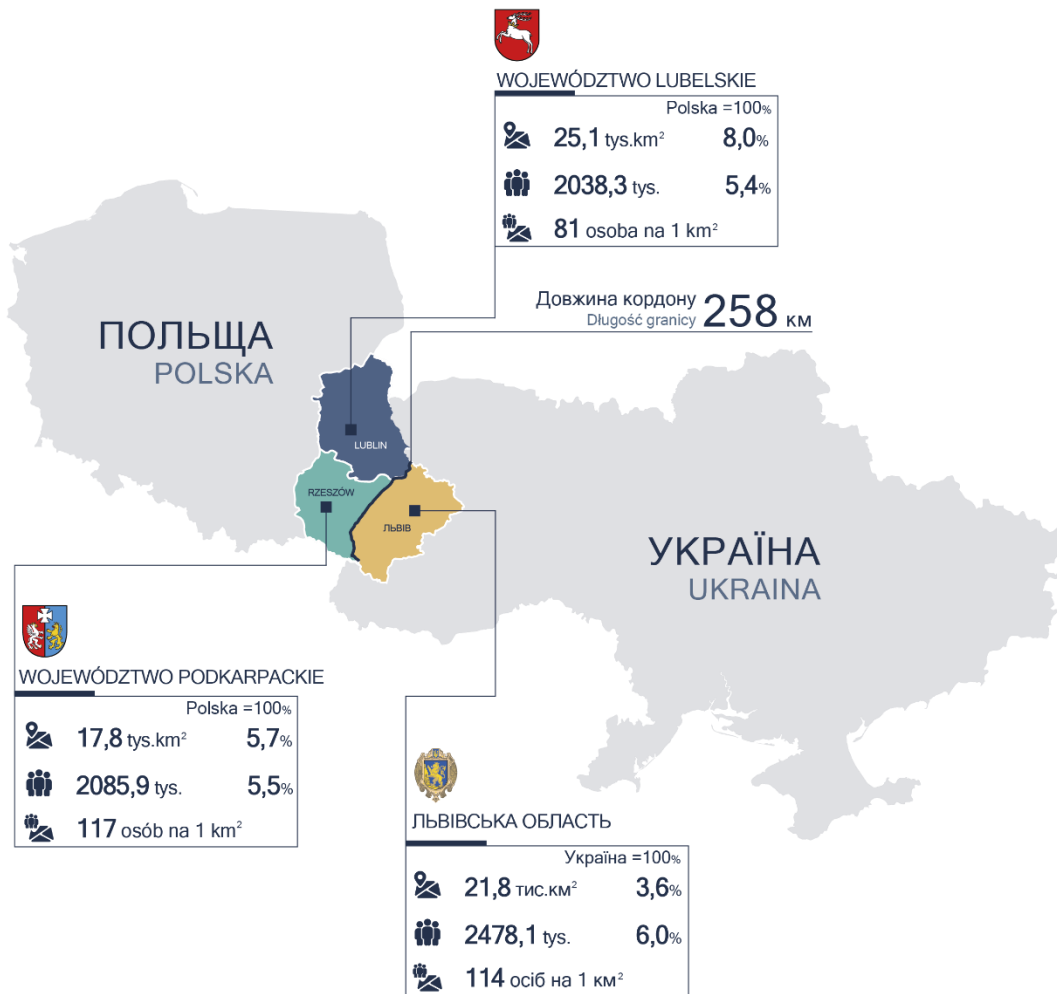 WOJEWÓDZTWO LUBELSKIE
Polska =100%
25,1 tys.km² 8,0%
2038,3 tys. 5,4%
81 osoba na 1 km²
Довжина кордону
Długość granicy
258 км
ПОЛЬЩА
POLSKA
LUBLIN
RZESZÓW
ЛЬВІВ
УКРАЇНА
UKRAINA
WOJEWÓDZTWO PODKARPACKIE
Polska =100%
17,8 tys.km² 5,7%
2085,9 tys. 5,5%
117 osób na 1 km²
ЛЬВІВСЬКА ОБЛАСТЬ
Україна =100%
21,8 тис.км² 3,6%
2478,1 tys. 6,0%
114 осіб на 1 км²